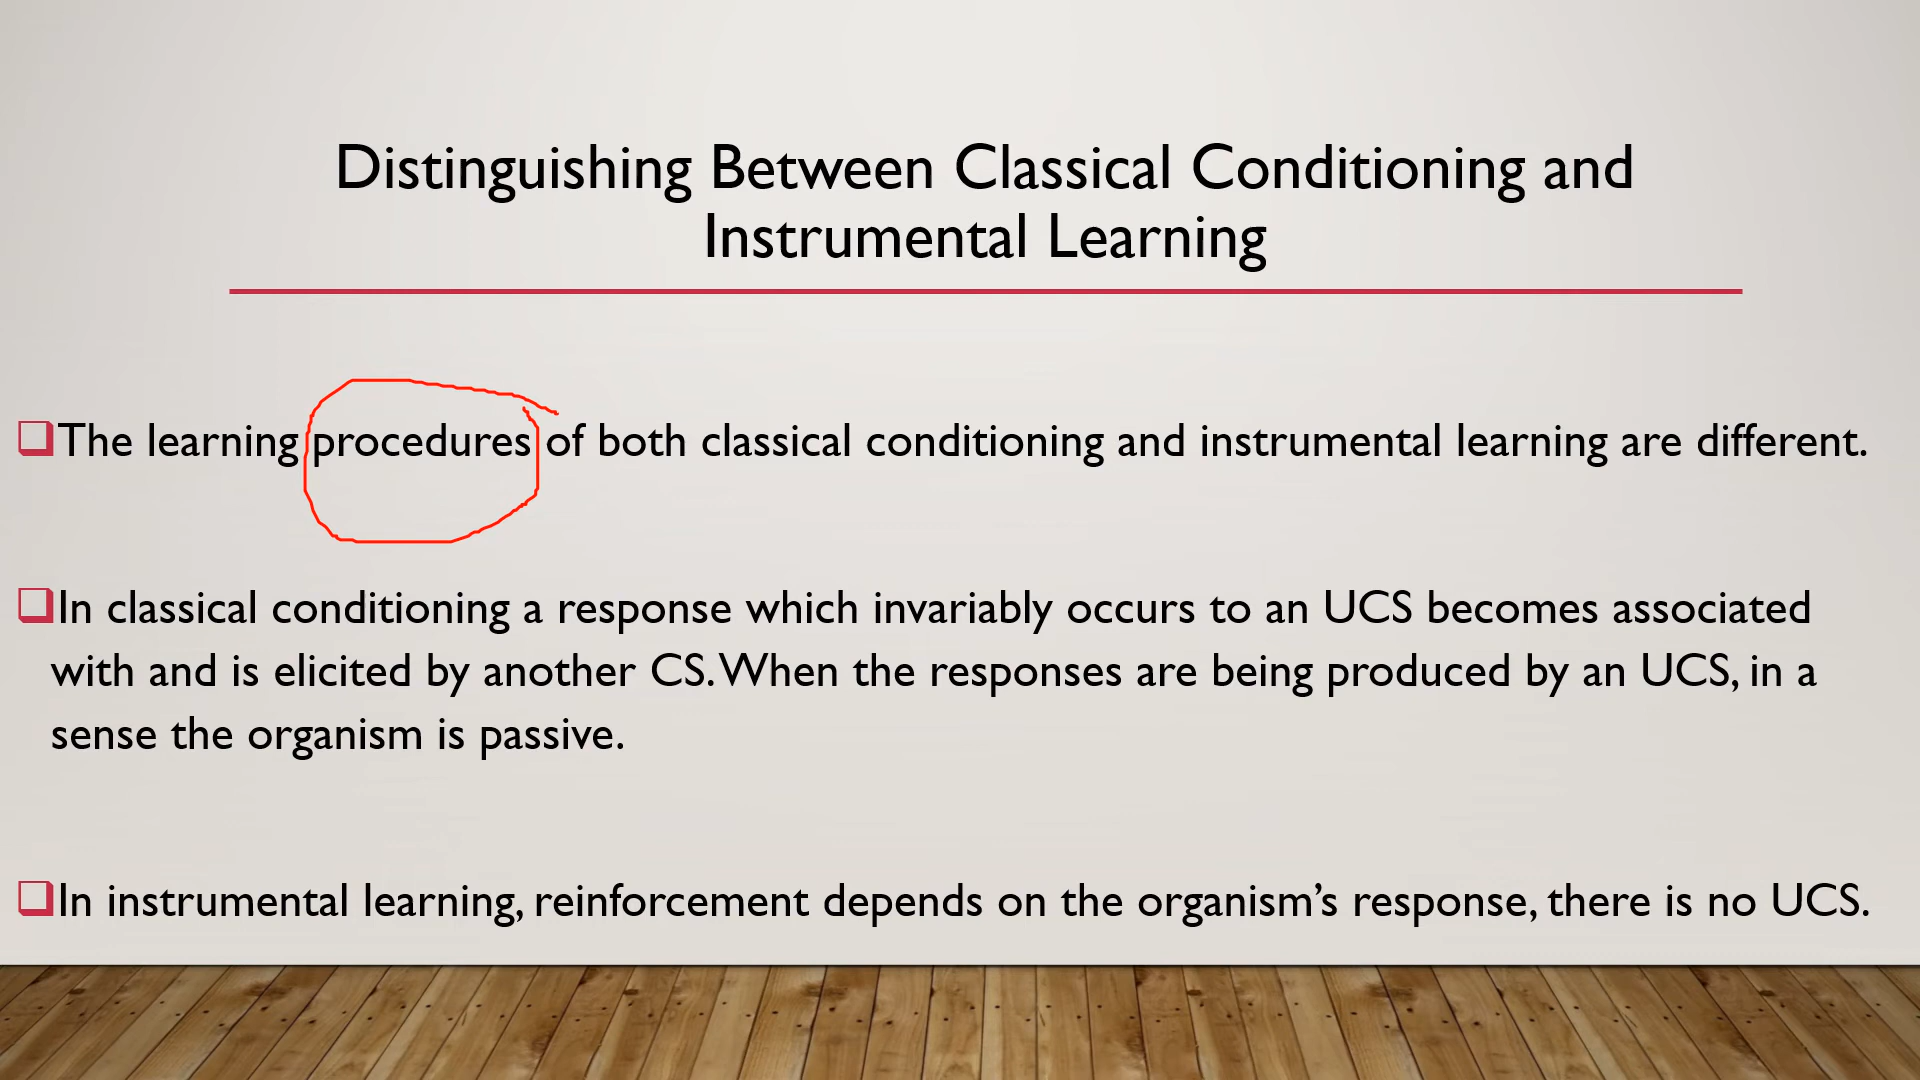 Distinguishing Between Classical Conditioning and
Instrumental Learning
The learning procedures of both classical conditioning and instrumental learning are different.
In classical conditioning a response which invariably occurs to an UCS becomes associated
with and is elicited by another CS. When the responses are being produced by an UCS, in a
sense the organism is passive.
In instrumental learning, reinforcement depends on the organism’s response, there is no UCS.